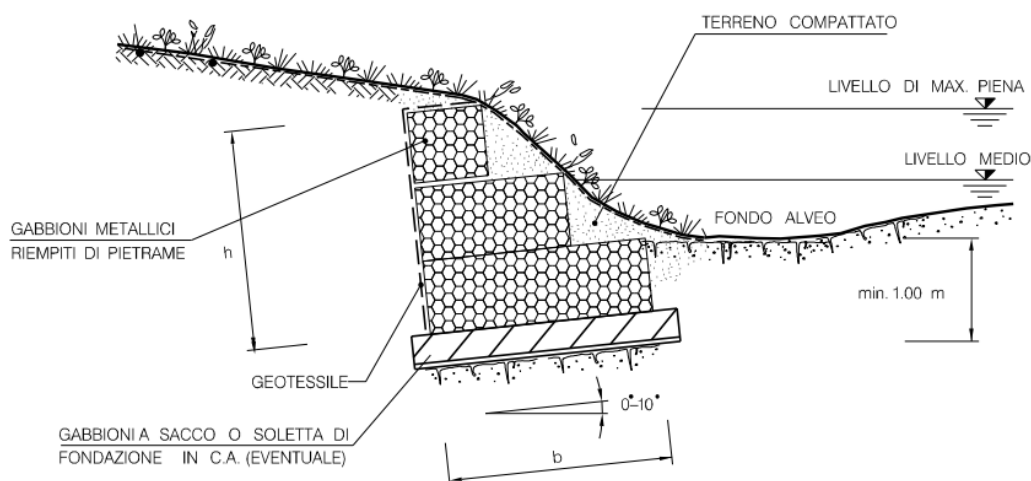 TERRENO COMPATTATO
LIVELLO DI MAX. PIENA
LIVELLO MEDIO
FONDO ALVEO
GABBIONI METALLICI
RIEMPITI DI PIETRAME
h
min. 1.00 m
GEOTESSILE
0°-10°
GABBIONI A SACCO O SOLETTA DI
FONDAZIONE IN C.A. (EVENTUALE)
b